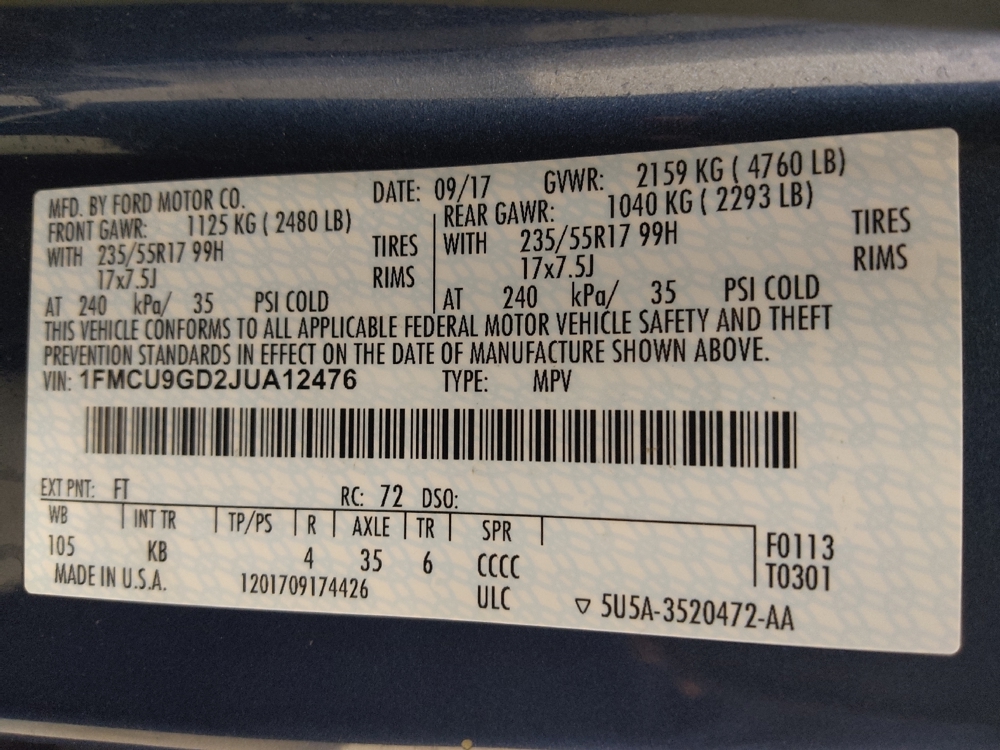 MFD. BY FORD MOTOR CO. DATE: 09/17 GVWR: 2159 KG ( 4760 LB)
FRONT GAWR: 1125 KG ( 2480 LB) REAR GAWR: 1040 KG ( 2293 LB)
WITH 235/55R17 99H TIRES WITH 235/55R17 99H TIRES
17x7.5J RIMS 17x7.5J RIMS
AT 240 kPa/ 35 PSI COLD AT 240 kPa/ 35 PSI COLD
THIS VEHICLE CONFORMS TO ALL APPLICABLE FEDERAL MOTOR VEHICLE SAFETY AND THEFT
PREVENTION STANDARDS IN EFFECT ON THE DATE OF MANUFACTURE SHOWN ABOVE.
VIN: 1FMCU9GD2JUA12476 TYPE: MPV
EXT PNT: FT RC: 72 DSO:
WB INT TR TP/PS R AXLE TR SPR
105 KB 4 35 6 CCCC F0113
T0301
MADE IN U.S.A. 1201709174426 ULC ▽ 5U5A-3520472-AA